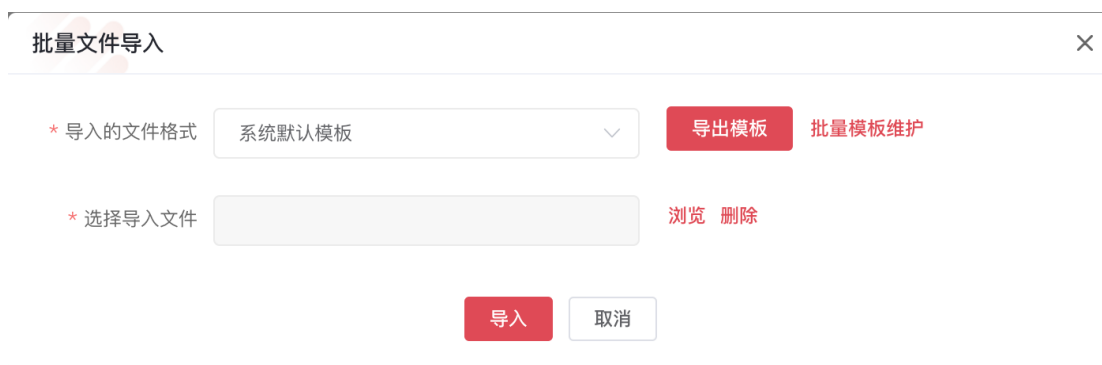 批量文件导入
* 导入的文件格式 系统默认模板 导出模板 批量模板维护
* 选择导入文件 浏览 删除
导入 取消